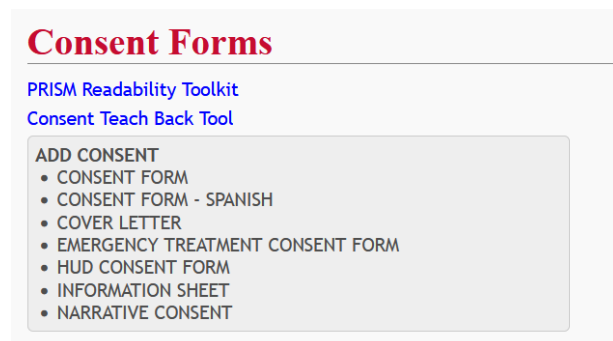 Consent Forms
PRISM Readability Toolkit
Consent Teach Back Tool
ADD CONSENT
• CONSENT FORM
• CONSENT FORM - SPANISH
• COVER LETTER
• EMERGENCY TREATMENT CONSENT FORM
• HUD CONSENT FORM
• INFORMATION SHEET
• NARRATIVE CONSENT